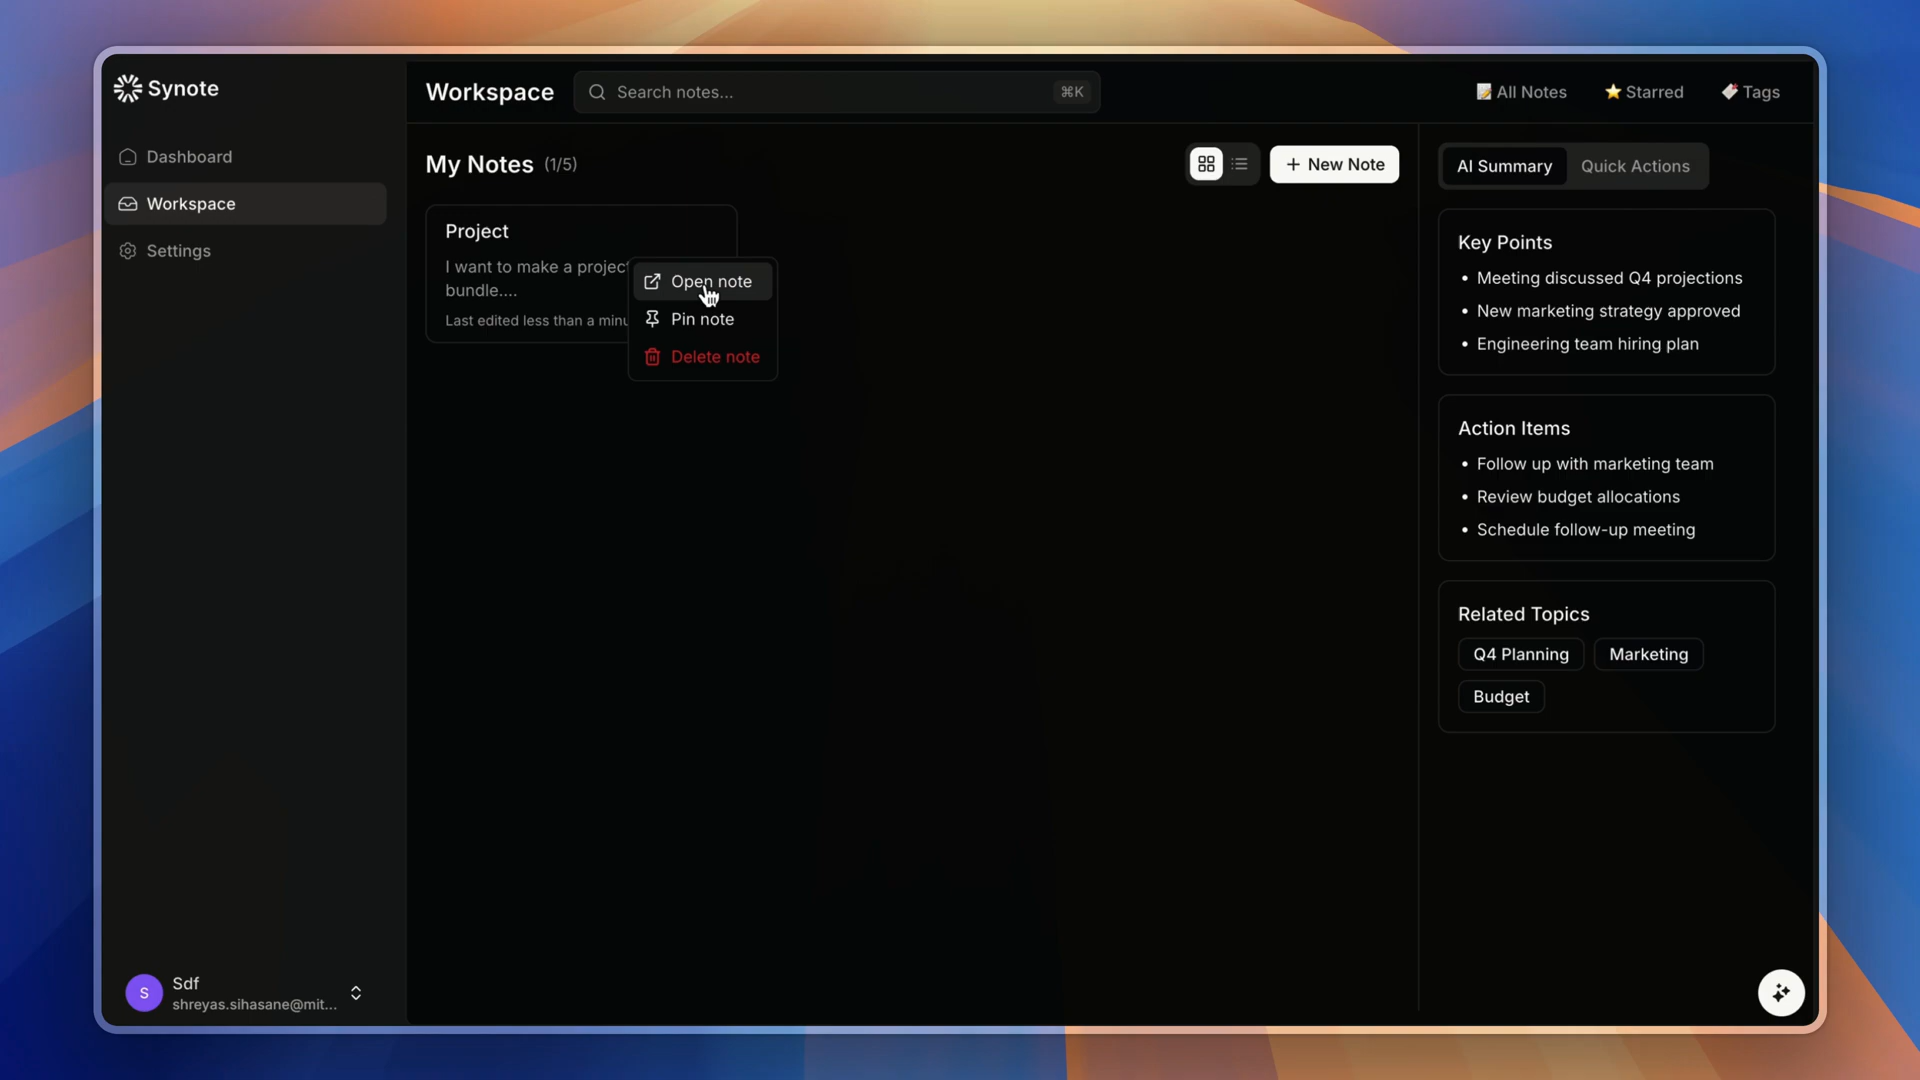 Synote
Dashboard
Workspace
Settings
Sdf
shreyas.sihasane@mit...
S
Workspace
Search notes...
⌘K
All Notes
Starred
Tags
My Notes (1/5)
+ New Note
Project
I want to make a project
bundle....
Last edited less than a minu
Open note
Pin note
Delete note
AI Summary
Quick Actions
Key Points
• Meeting discussed Q4 projections
• New marketing strategy approved
• Engineering team hiring plan
Action Items
• Follow up with marketing team
• Review budget allocations
• Schedule follow-up meeting
Related Topics
Q4 Planning
Marketing
Budget